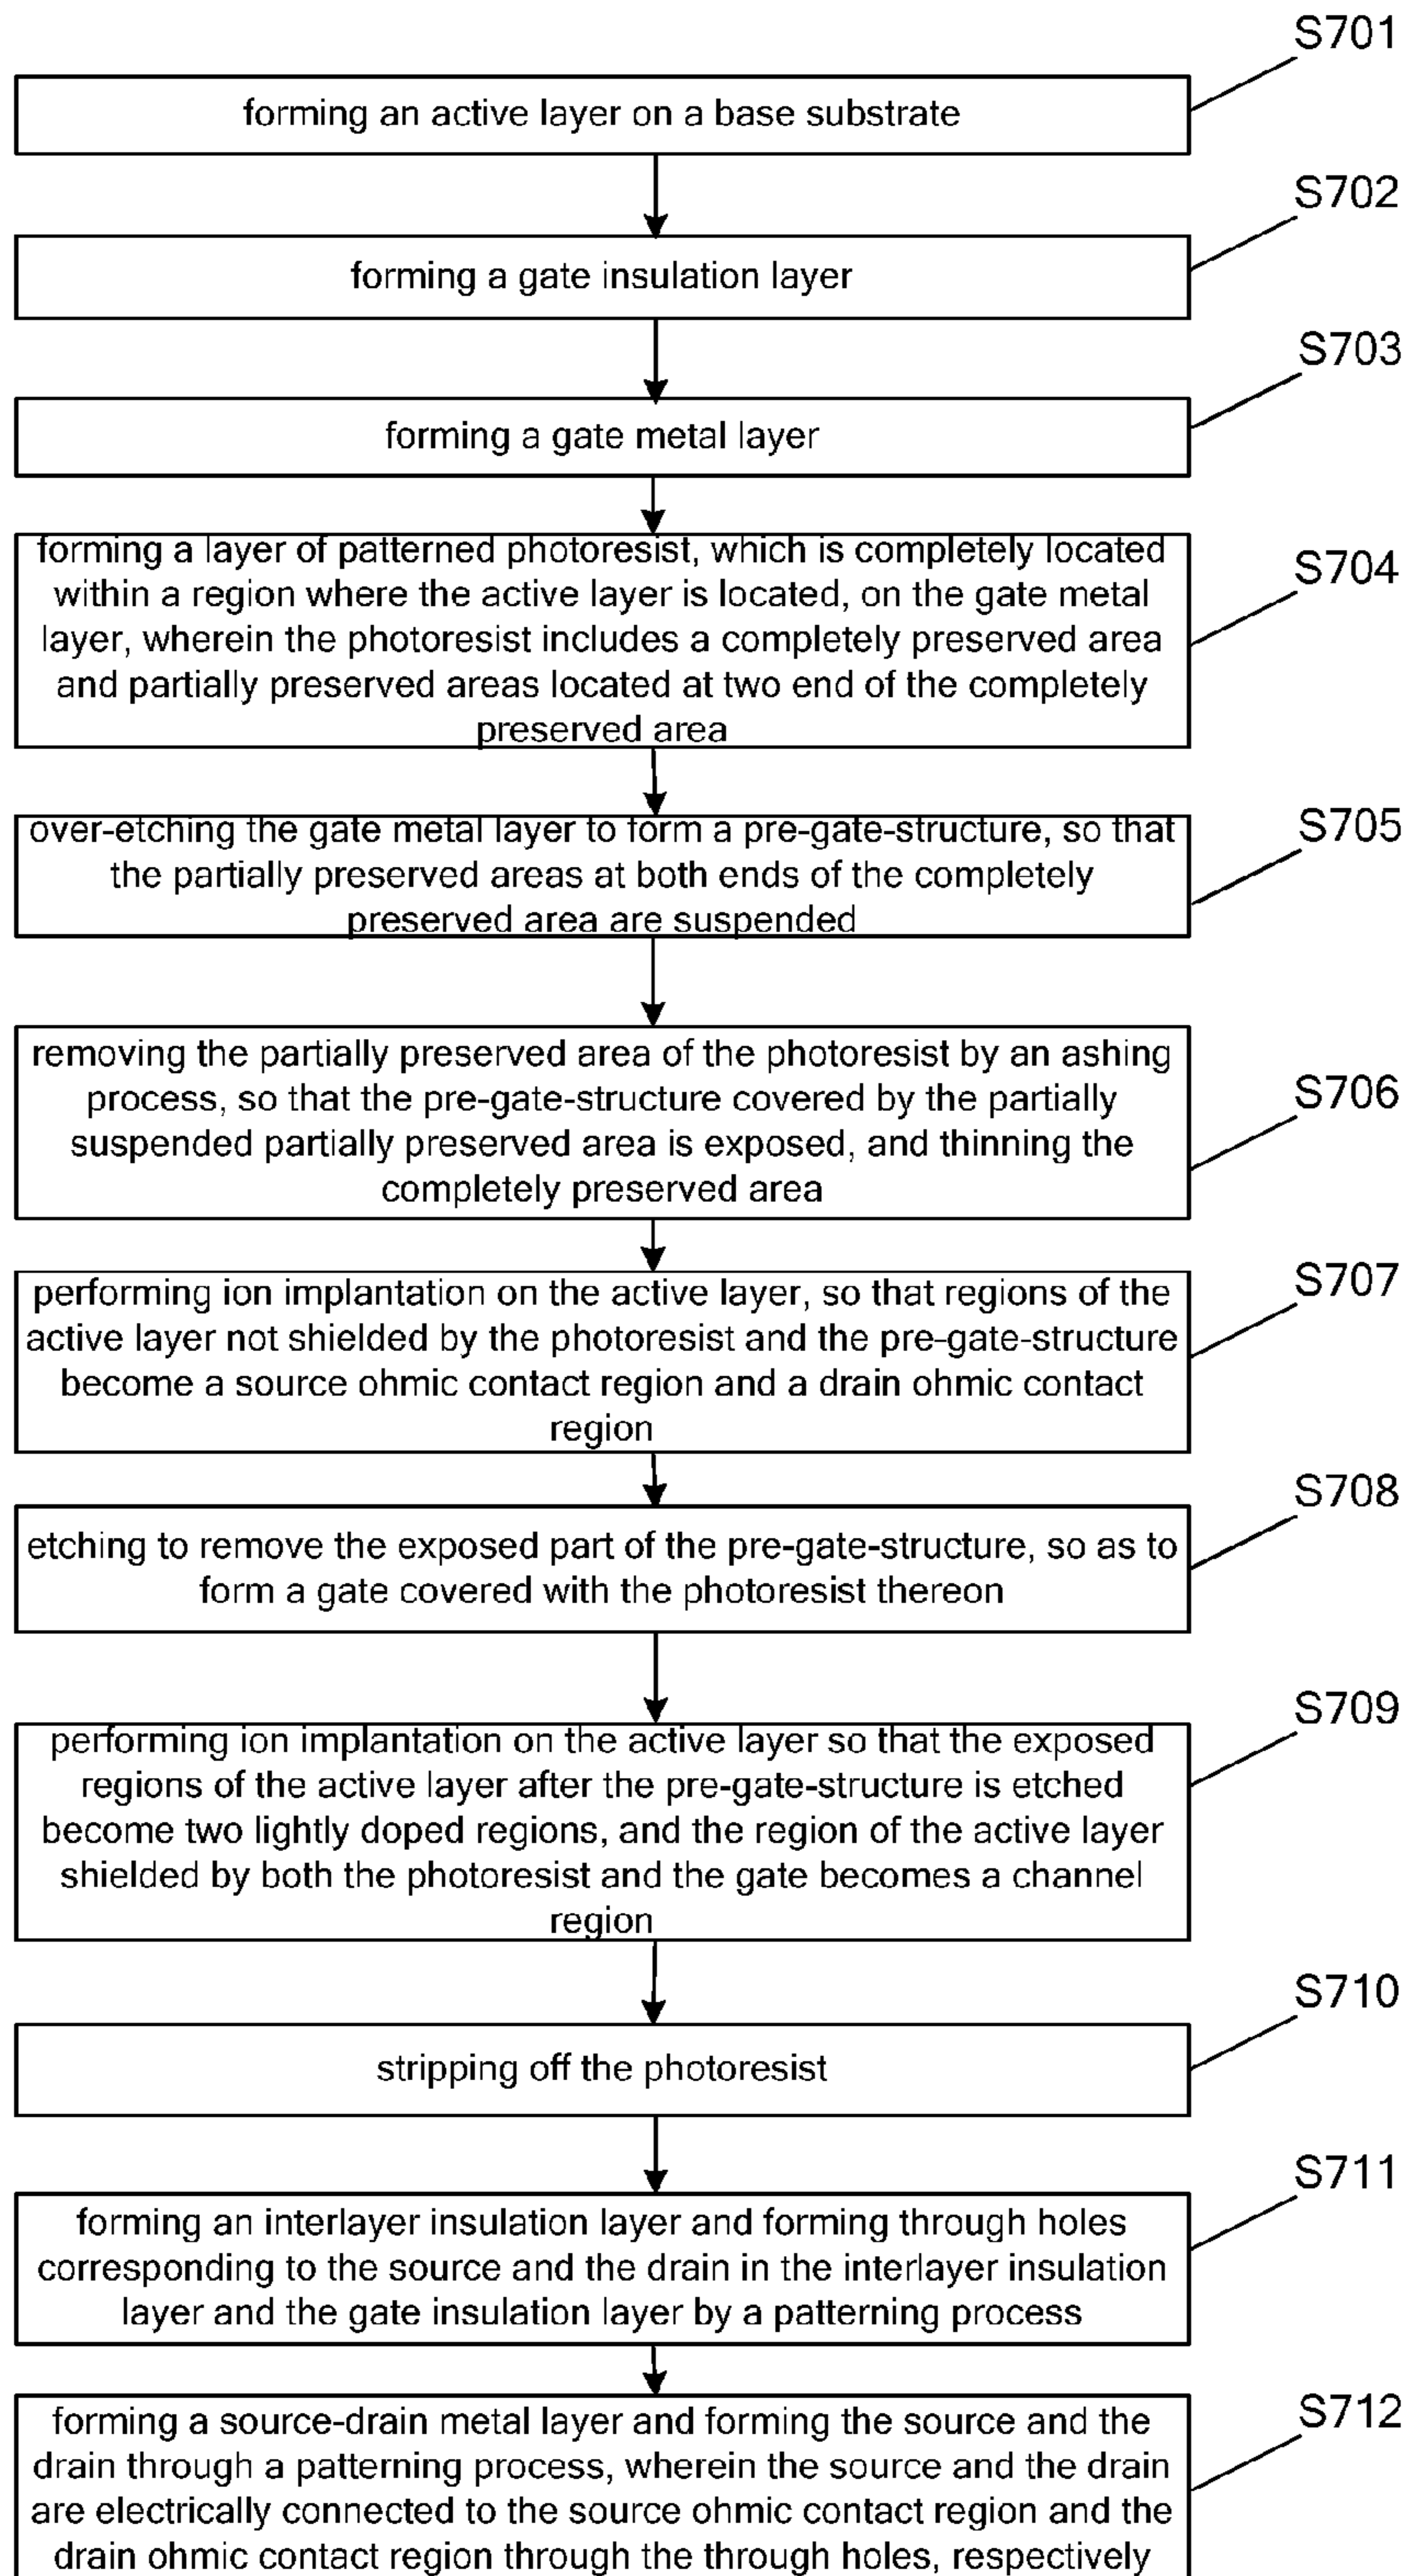 S701
forming an active layer on a base substrate
S702
forming a gate insulation layer
S703
forming a gate metal layer
S704
forming a layer of patterned photoresist, which is completely located
within a region where the active layer is located, on the gate metal
layer, wherein the photoresist includes a completely preserved area
and partially preserved areas located at two end of the completely
preserved area
S705
over-etching the gate metal layer to form a pre-gate-structure, so that
the partially preserved areas at both ends of the completely
preserved area are suspended
S706
removing the partially preserved area of the photoresist by an ashing
process, so that the pre-gate-structure covered by the partially
suspended partially preserved area is exposed, and thinning the
completely preserved area
S707
performing ion implantation on the active layer, so that regions of the
active layer not shielded by the photoresist and the pre-gate-structure
become a source ohmic contact region and a drain ohmic contact
region
S708
etching to remove the exposed part of the pre-gate-structure, so as to
form a gate covered with the photoresist thereon
S709
performing ion implantation on the active layer so that the exposed
regions of the active layer after the pre-gate-structure is etched
become two lightly doped regions, and the region of the active layer
shielded by both the photoresist and the gate becomes a channel
region
S710
stripping off the photoresist
S711
forming an interlayer insulation layer and forming through holes
corresponding to the source and the drain in the interlayer insulation
layer and the gate insulation layer by a patterning process
S712
forming a source-drain metal layer and forming the source and the
drain through a patterning process, wherein the source and the drain
are electrically connected to the source ohmic contact region and the
drain ohmic contact region through the through holes, respectively